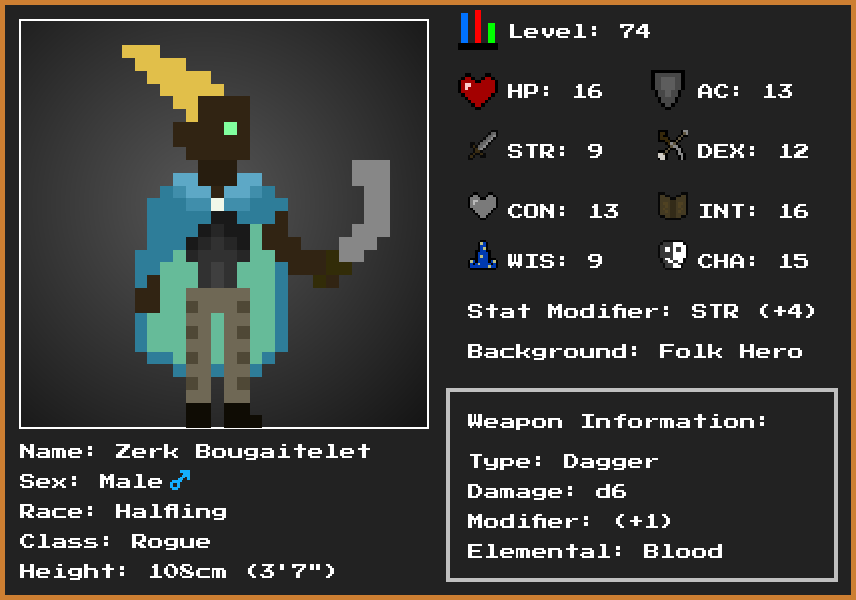 Level: 74
HP: 16 AC: 13
STR: 9 DEX: 12
CON: 13 INT: 16
WIS: 9 CHA: 15
Stat Modifier: STR (+4)
Background: Folk Hero
Weapon Information:
Type: Dagger
Damage: d6
Modifier: (+1)
Elemental: Blood
Name: Zerk Bougaitelet
Sex: Male ♂
Race: Halfling
Class: Rogue
Height: 108cm (3'7")